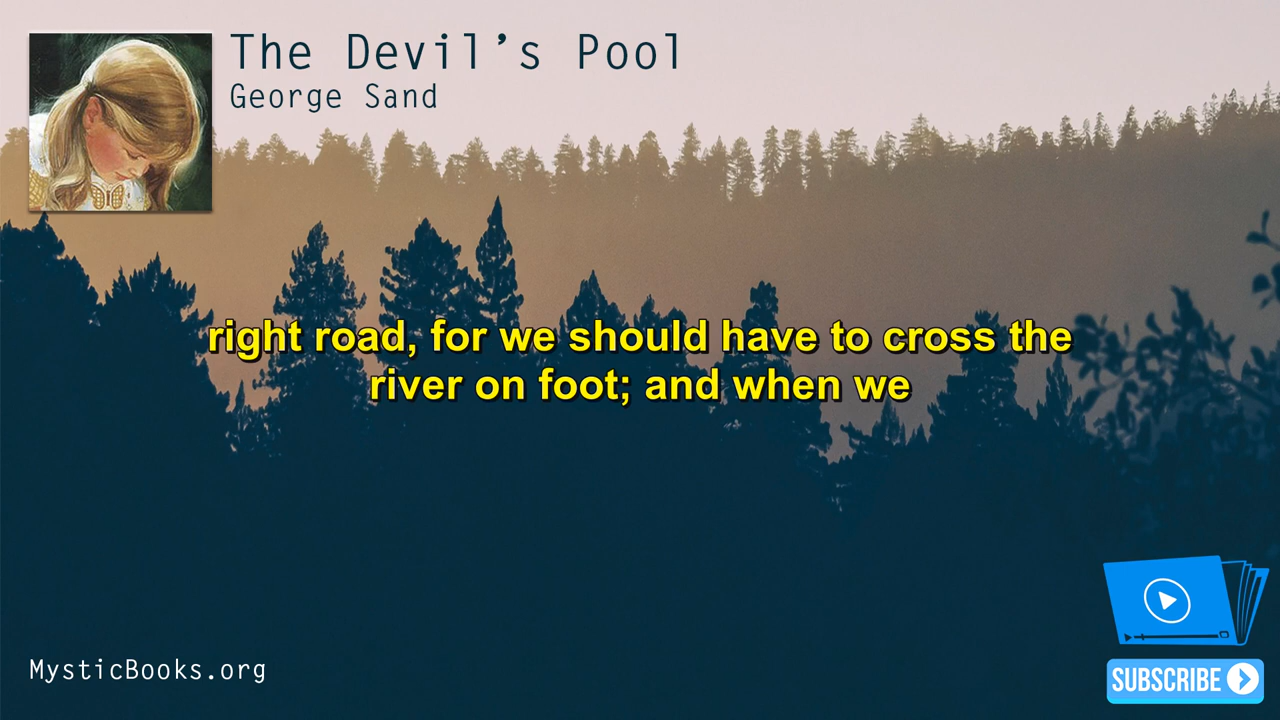 The Devil's Pool
George Sand
right road, for we should have to cross the
river on foot; and when we
MysticBooks.org
SUBSCRIBE